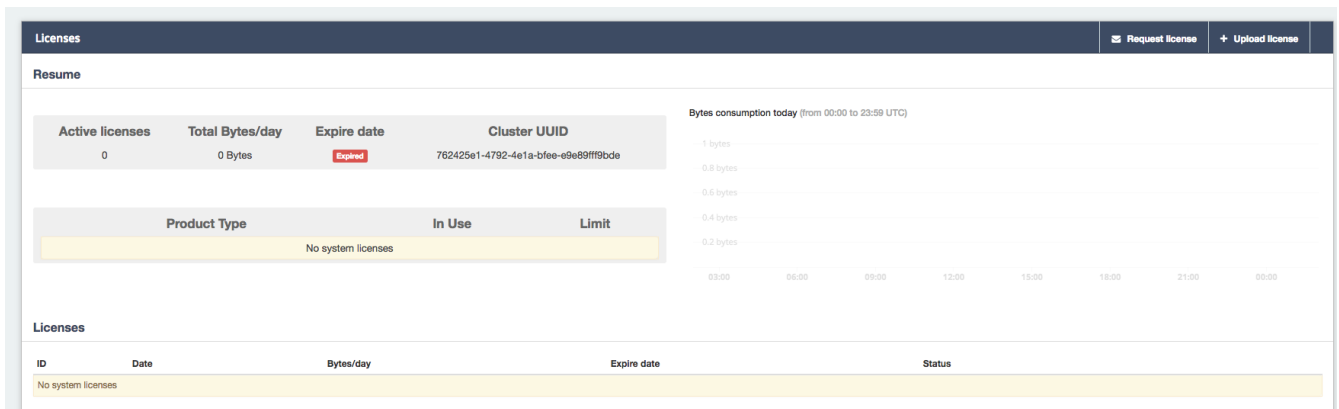 Licenses
Request license
Upload license
Resume
Active licenses Total Bytes/day Expire date Cluster UUID
0 0 Bytes Expired 762425e1-4792-4e1a-bfee-e9e89fff9bde
Product Type In Use Limit
No system licenses
Bytes consumption today (from 00:00 to 23:59 UTC)
1 bytes
0.8 bytes
0.6 bytes
0.4 bytes
0.2 bytes
03:00 06:00 09:00 12:00 15:00 18:00 21:00 00:00
Licenses
ID Date Bytes/day Expire date Status
No system licenses